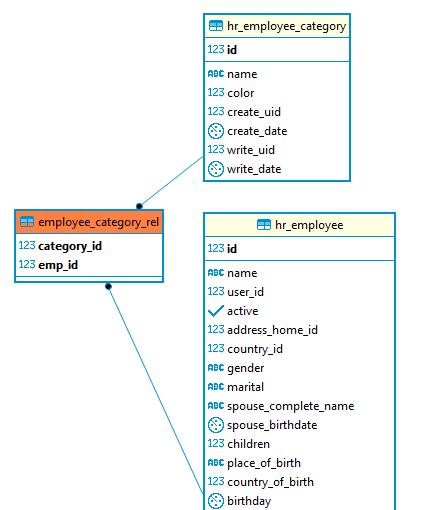 hr_employee_category
123 id
ABC name
123 color
123 create_uid
create_date
123 write_uid
write_date
employee_category_rel
123 category_id
123 emp_id
hr_employee
123 id
ABC name
123 user_id
active
123 address_home_id
123 country_id
ABC gender
ABC marital
ABC spouse_complete_name
spouse_birthdate
123 children
ABC place_of_birth
123 country_of_birth
birthday